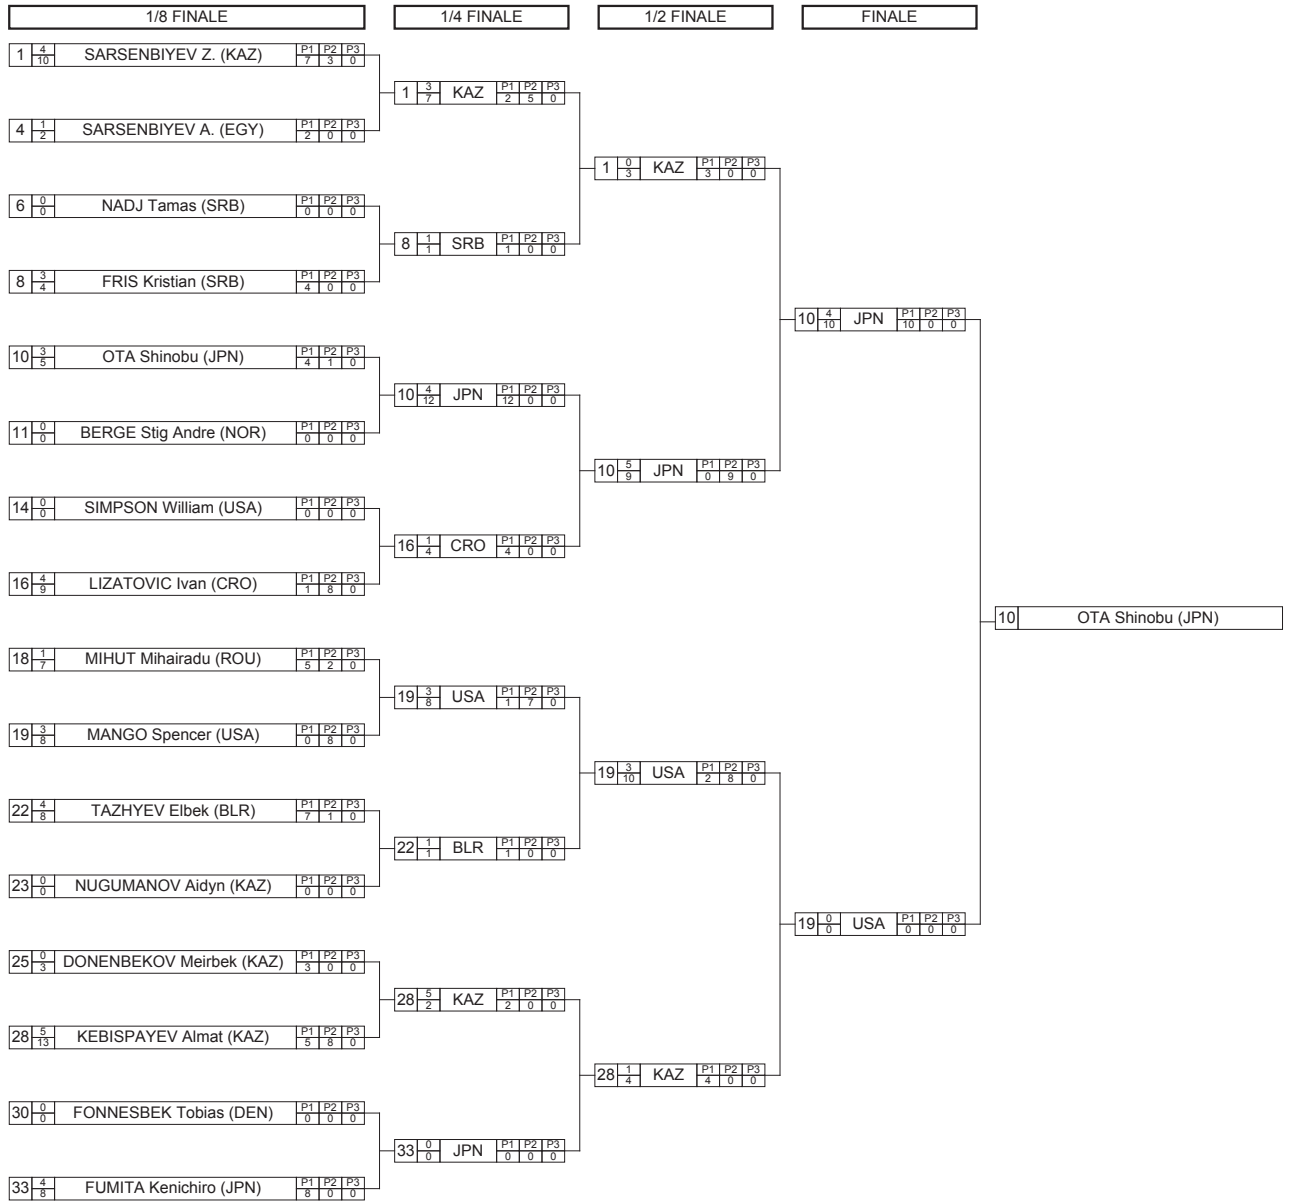 1/8 FINALE 1/4 FINALE 1/2 FINALE FINALE
1 4 10 SARSENBIYEV Z. (KAZ) P1 P2 P3 7 3 0
1 3 7 KAZ P1 P2 P3 2 5 0
4 1 2 SARSENBIYEV A. (EGY) P1 P2 P3 2 0 0
1 0 3 KAZ P1 P2 P3 3 0 0
6 0 0 NADJ Tamas (SRB) P1 P2 P3 0 0 0
8 1 1 SRB P1 P2 P3 1 0 0
8 3 4 FRIS Kristian (SRB) P1 P2 P3 4 0 0
10 4 10 JPN P1 P2 P3 10 0 0
10 3 5 OTA Shinobu (JPN) P1 P2 P3 4 1 0
10 4 12 JPN P1 P2 P3 12 0 0
11 0 0 BERGE Stig Andre (NOR) P1 P2 P3 0 0 0
10 5 9 JPN P1 P2 P3 0 9 0
14 0 0 SIMPSON William (USA) P1 P2 P3 0 0 0
16 1 4 CRO P1 P2 P3 4 0 0
16 4 9 LIZATOVIC Ivan (CRO) P1 P2 P3 1 8 0
10 OTA Shinobu (JPN)
18 1 7 MIHUT Mihairadu (ROU) P1 P2 P3 5 2 0
19 3 8 USA P1 P2 P3 1 7 0
19 3 8 MANGO Spencer (USA) P1 P2 P3 0 8 0
19 3 10 USA P1 P2 P3 2 8 0
22 4 8 TAZHYEV Elbek (BLR) P1 P2 P3 7 1 0
22 1 1 BLR P1 P2 P3 1 0 0
23 0 0 NUGUMANOV Aidyn (KAZ) P1 P2 P3 0 0 0
19 0 0 USA P1 P2 P3 0 0 0
25 0 3 DONENBEKOV Meirbek (KAZ) P1 P2 P3 3 0 0
28 5 2 KAZ P1 P2 P3 2 0 0
28 5 13 KEBISPAYEV Almat (KAZ) P1 P2 P3 5 8 0
28 1 4 KAZ P1 P2 P3 4 0 0
30 0 0 FONNESBEK Tobias (DEN) P1 P2 P3 0 0 0
33 0 0 JPN P1 P2 P3 0 0 0
33 4 8 FUMITA Kenichiro (JPN) P1 P2 P3 8 0 0